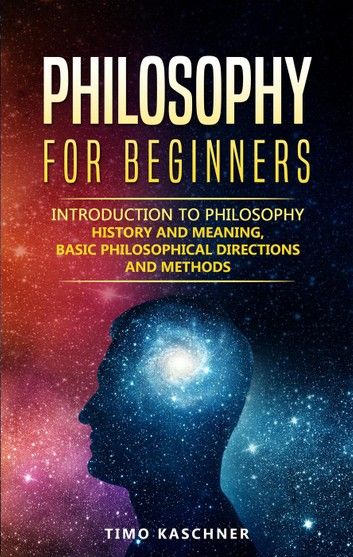 PHILOSOPHY
FOR BEGINNERS
INTRODUCTION TO PHILOSOPHY
HISTORY AND MEANING,
BASIC PHILOSOPHICAL DIRECTIONS
AND METHODS
TIMO KASCHNER